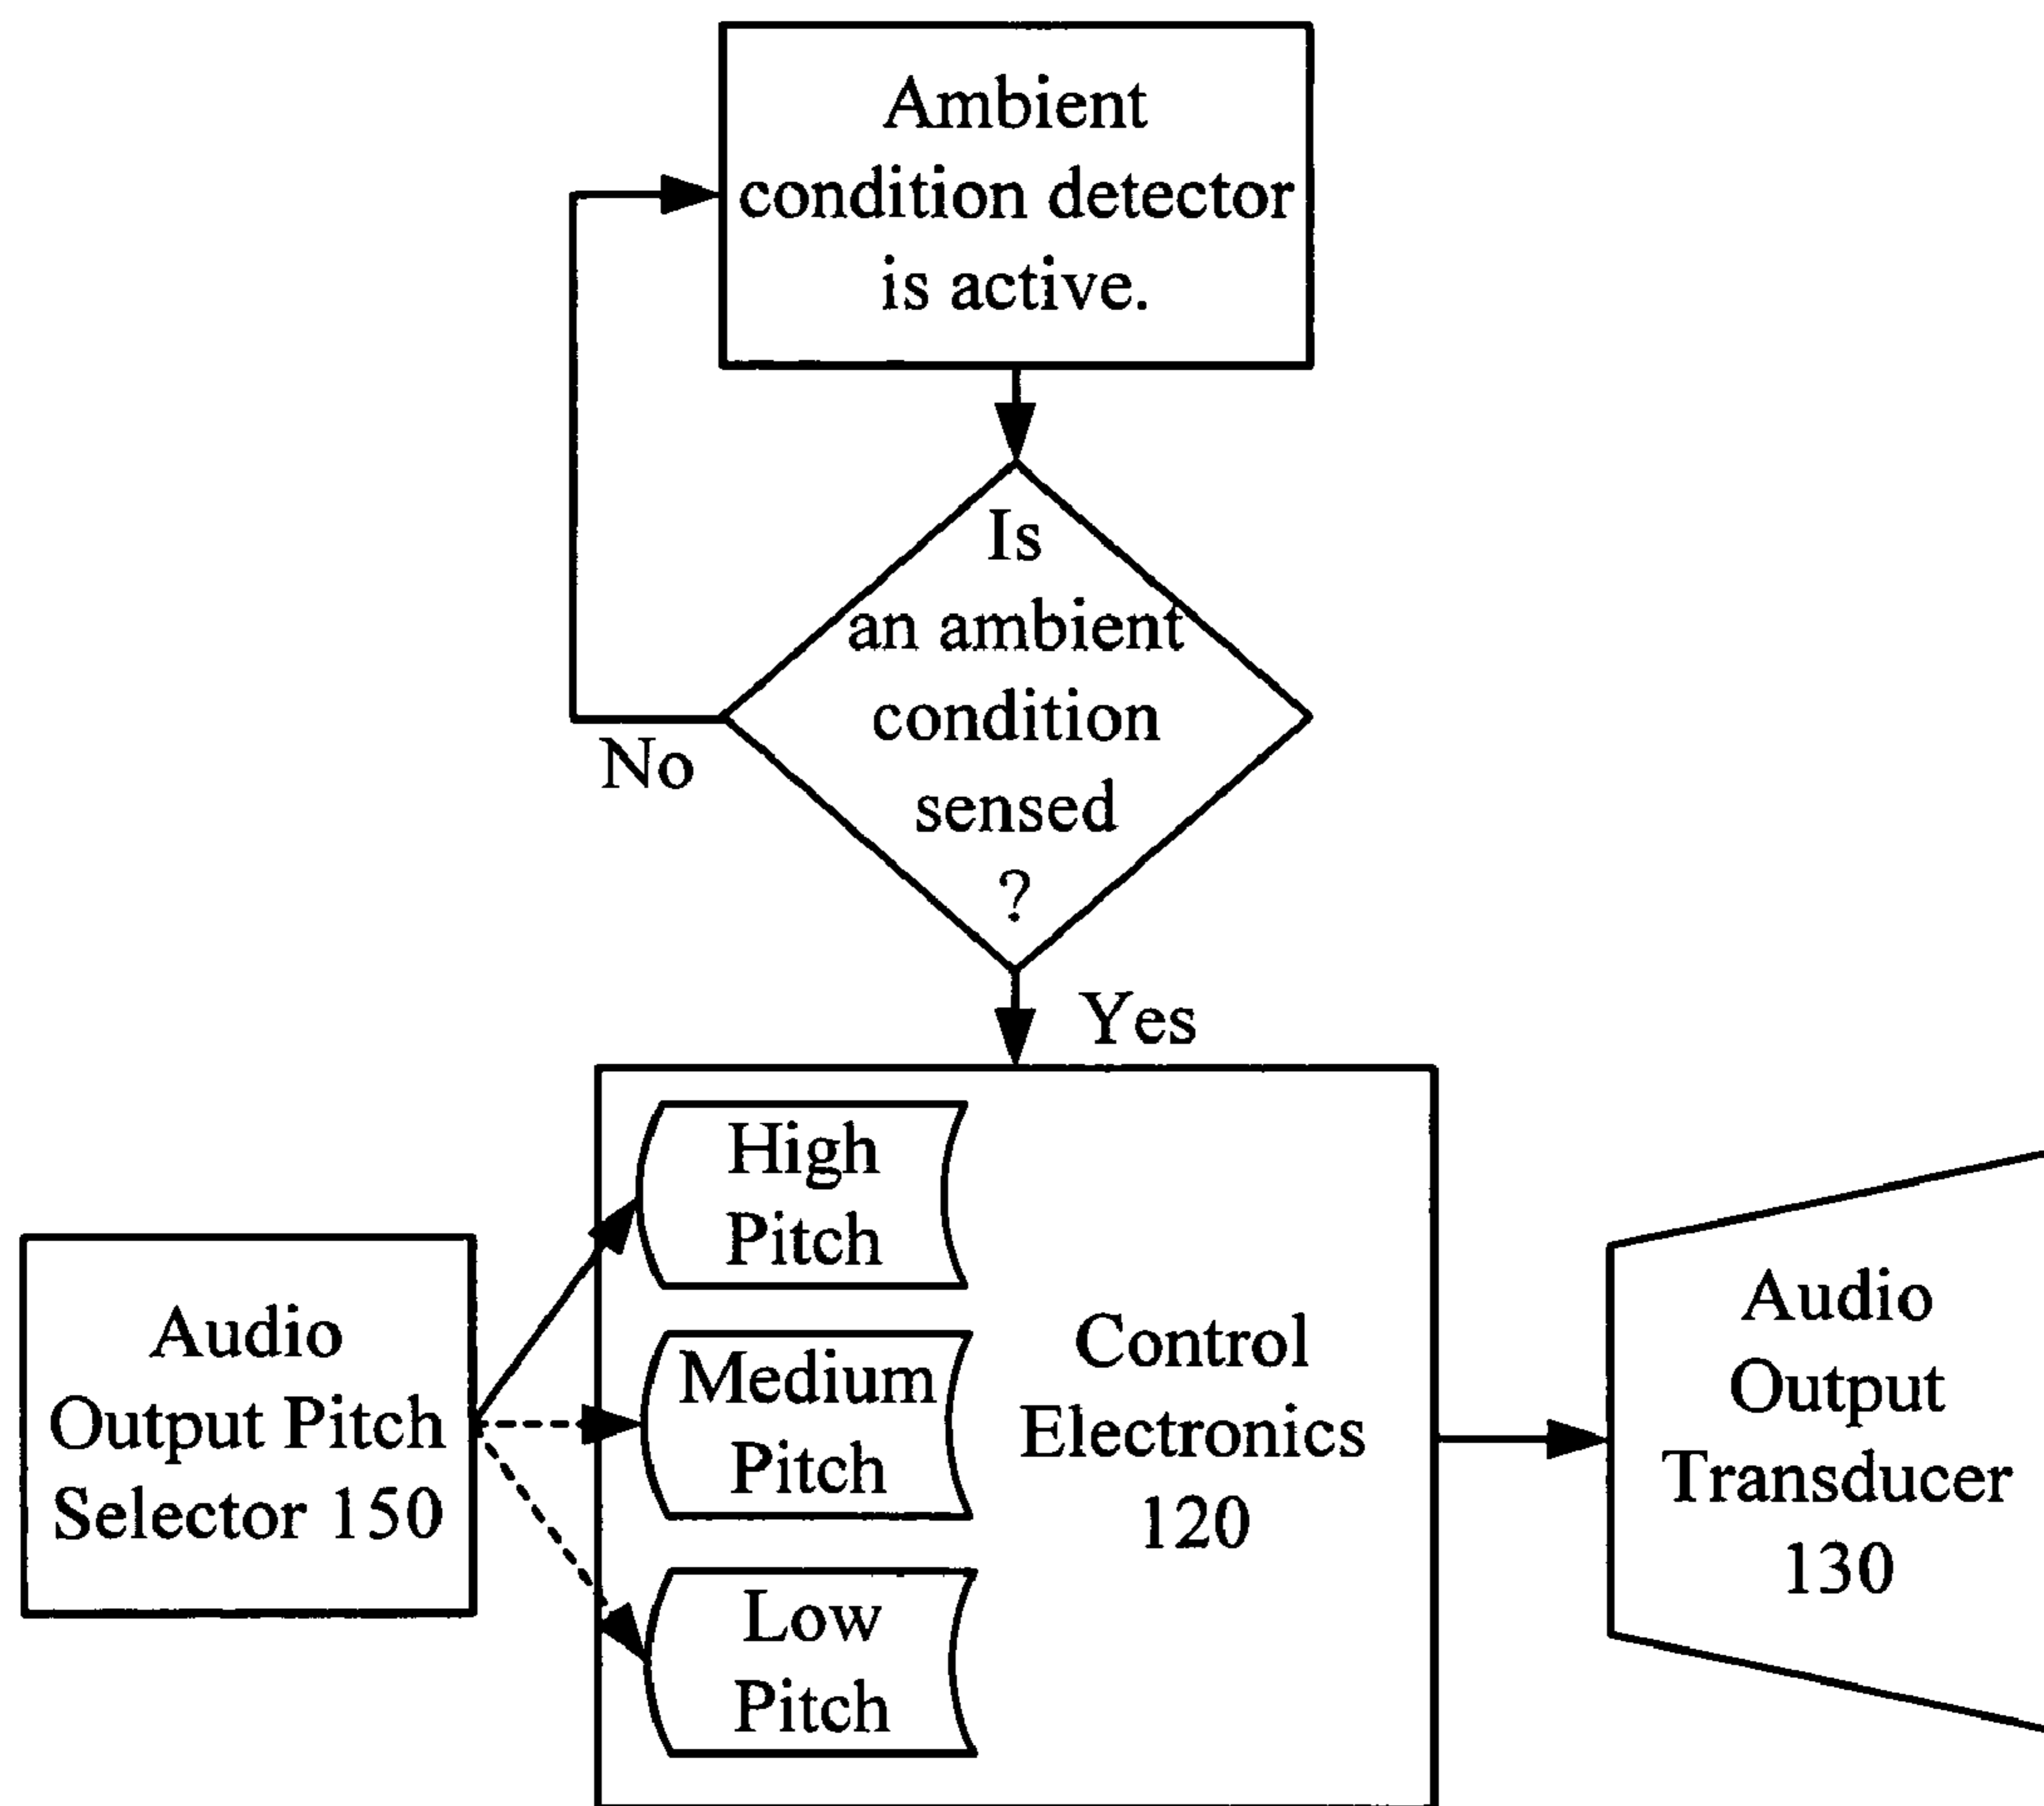 Ambient
condition detector
is active.
Is
an ambient
condition
sensed
?
No
Yes
High
Pitch
Medium
Pitch
Low
Pitch
Control
Electronics
120
Audio
Output Pitch
Selector 150
Audio
Output
Transducer
130